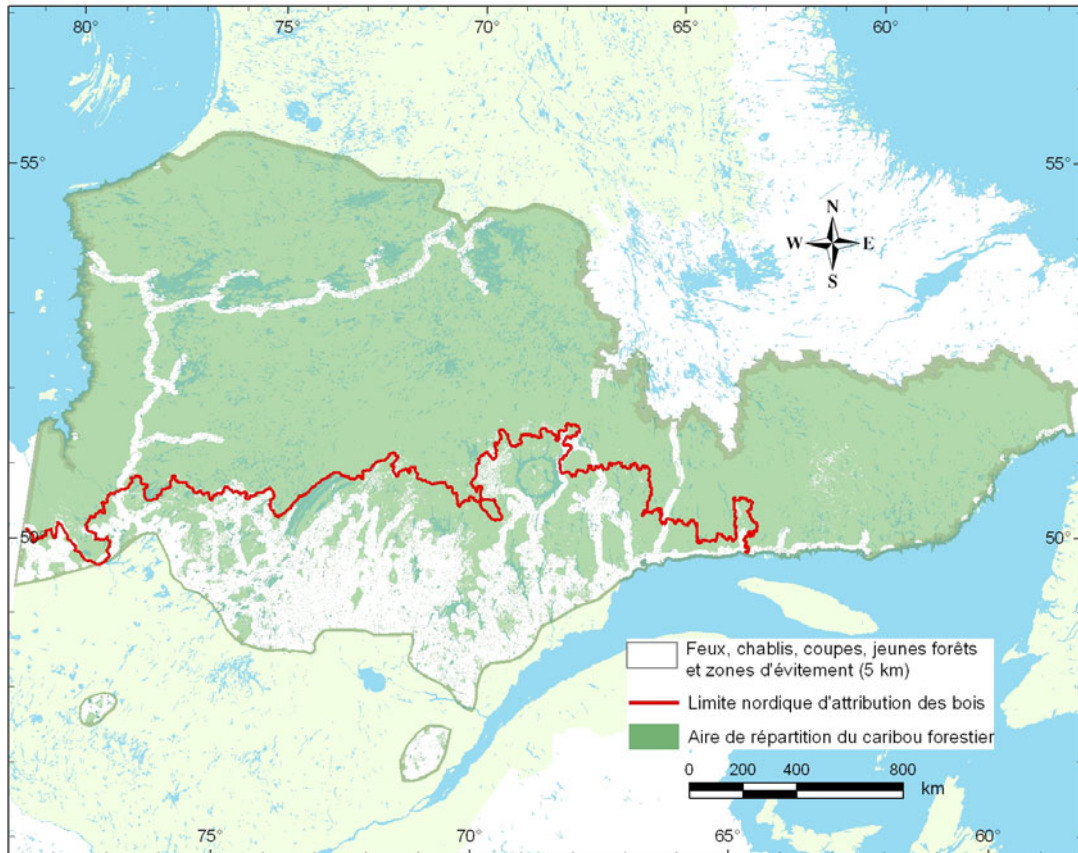 80° 75° 70° 65° 60°
55° 55°
N
W E
S
50° 50°
Feux, chablis, coupes, jeunes forêts
et zones d'évitement (5 km)
Limite nordique d'attribution des bois
Aire de répartition du caribou forestier
0 200 400 800
km
75° 70° 65° 60°